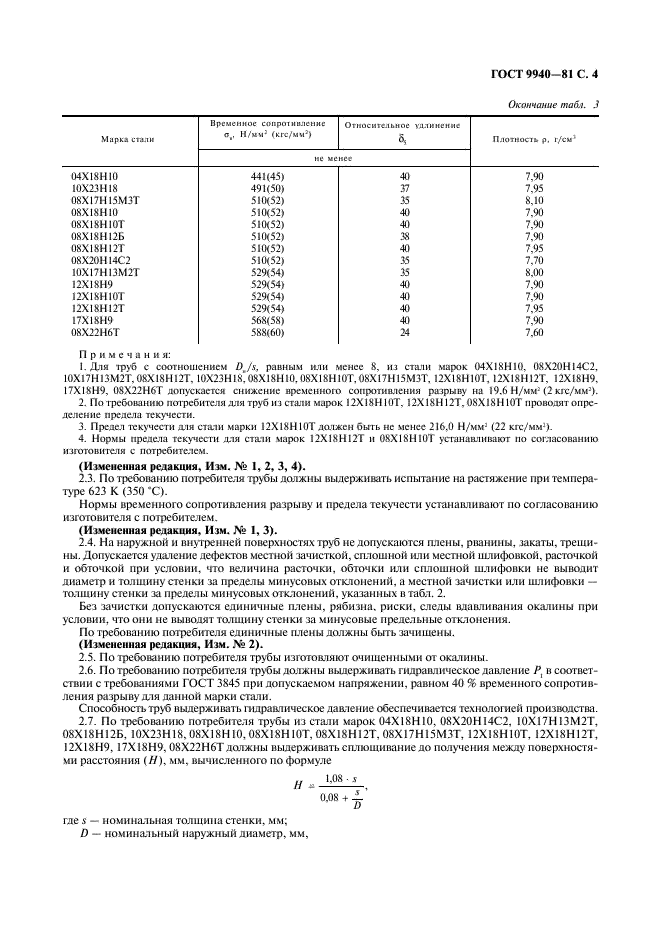 ГОСТ 9940—81 С. 4
Окончание табл. 3
Марка стали
Временное сопротивление
σв, Н/мм² (кгс/мм²)
Относительное удлинение
δ₅
Плотность ρ, г/см³
не менее
04Х18Н10 441(45) 40 7,90
10Х23Н18 491(50) 37 7,95
08Х17Н15М3Т 510(52) 35 8,10
08Х18Н10 510(52) 40 7,90
08Х18Н10Т 510(52) 40 7,90
08Х18Н12Б 510(52) 38 7,90
08Х18Н12Т 510(52) 40 7,95
08Х20Н14С2 510(52) 35 7,70
10Х17Н13М2Т 529(54) 35 8,00
12Х18Н9 529(54) 40 7,90
12Х18Н10Т 529(54) 40 7,90
12Х18Н12Т 529(54) 40 7,95
17Х18Н9 568(58) 40 7,90
08Х22Н6Т 588(60) 24 7,60
Примечания:
1. Для труб с соотношением Dн/s, равным или менее 8, из стали марок 04Х18Н10, 08Х20Н14С2,
10Х17Н13М2Т, 08Х18Н12Т, 10Х23Н18, 08Х18Н10, 08Х18Н10Т, 08Х17Н15М3Т, 12Х18Н10Т, 12Х18Н12Т, 12Х18Н9,
17Х18Н9, 08Х22Н6Т допускается снижение временного сопротивления разрыву на 19,6 Н/мм² (2 кгс/мм²).
2. По требованию потребителя для труб из стали марок 12Х18Н10Т, 12Х18Н12Т, 08Х18Н10Т проводят опре-
деление предела текучести.
3. Предел текучести для стали марки 12Х18Н10Т должен быть не менее 216,0 Н/мм² (22 кгс/мм²).
4. Нормы предела текучести для стали марок 12Х18Н12Т и 08Х18Н10Т устанавливают по согласованию
изготовителя с потребителем.
(Измененная редакция, Изм. № 1, 2, 3, 4).
2.3. По требованию потребителя трубы должны выдерживать испытание на растяжение при темпера-
туре 623 К (350 °С).
Нормы временного сопротивления разрыву и предела текучести устанавливают по согласованию
изготовителя с потребителем.
(Измененная редакция, Изм. № 1, 3).
2.4. На наружной и внутренней поверхностях труб не допускаются плены, рванины, закаты, трещи-
ны. Допускается удаление дефектов местной зачисткой, сплошной или местной шлифовкой, расточкой
и обточкой при условии, что величина расточки, обточки или сплошной шлифовки не выводит
диаметр и толщину стенки за пределы минусовых отклонений, а местной зачистки или шлифовки —
толщину стенки за пределы минусовых отклонений, указанных в табл. 2.
Без зачистки допускаются единичные плены, рябизна, риски, следы вдавливания окалины при
условии, что они не выводят толщину стенки за минусовые предельные отклонения.
По требованию потребителя единичные плены должны быть зачищены.
(Измененная редакция, Изм. № 2).
2.5. По требованию потребителя трубы изготовляют очищенными от окалины.
2.6. По требованию потребителя трубы должны выдерживать гидравлическое давление P₁ в соответ-
ствии с требованиями ГОСТ 3845 при допускаемом напряжении, равном 40 % временного сопротив-
ления разрыву для данной марки стали.
Способность труб выдерживать гидравлическое давление обеспечивается технологией производства.
2.7. По требованию потребителя трубы из стали марок 04Х18Н10, 08Х20Н14С2, 10Х17Н13М2Т,
08Х18Н12Б, 10Х23Н18, 08Х18Н10, 08Х18Н10Т, 08Х18Н12Т, 08Х17Н15М3Т, 12Х18Н10Т, 12Х18Н12Т,
12Х18Н9, 17Х18Н9, 08Х22Н6Т должны выдерживать сплющивание до получения между поверхностя-
ми расстояния (H), мм, вычисленного по формуле
H = 1,08 · s / (0,08 + s/D),
где s — номинальная толщина стенки, мм;
D — номинальный наружный диаметр, мм,